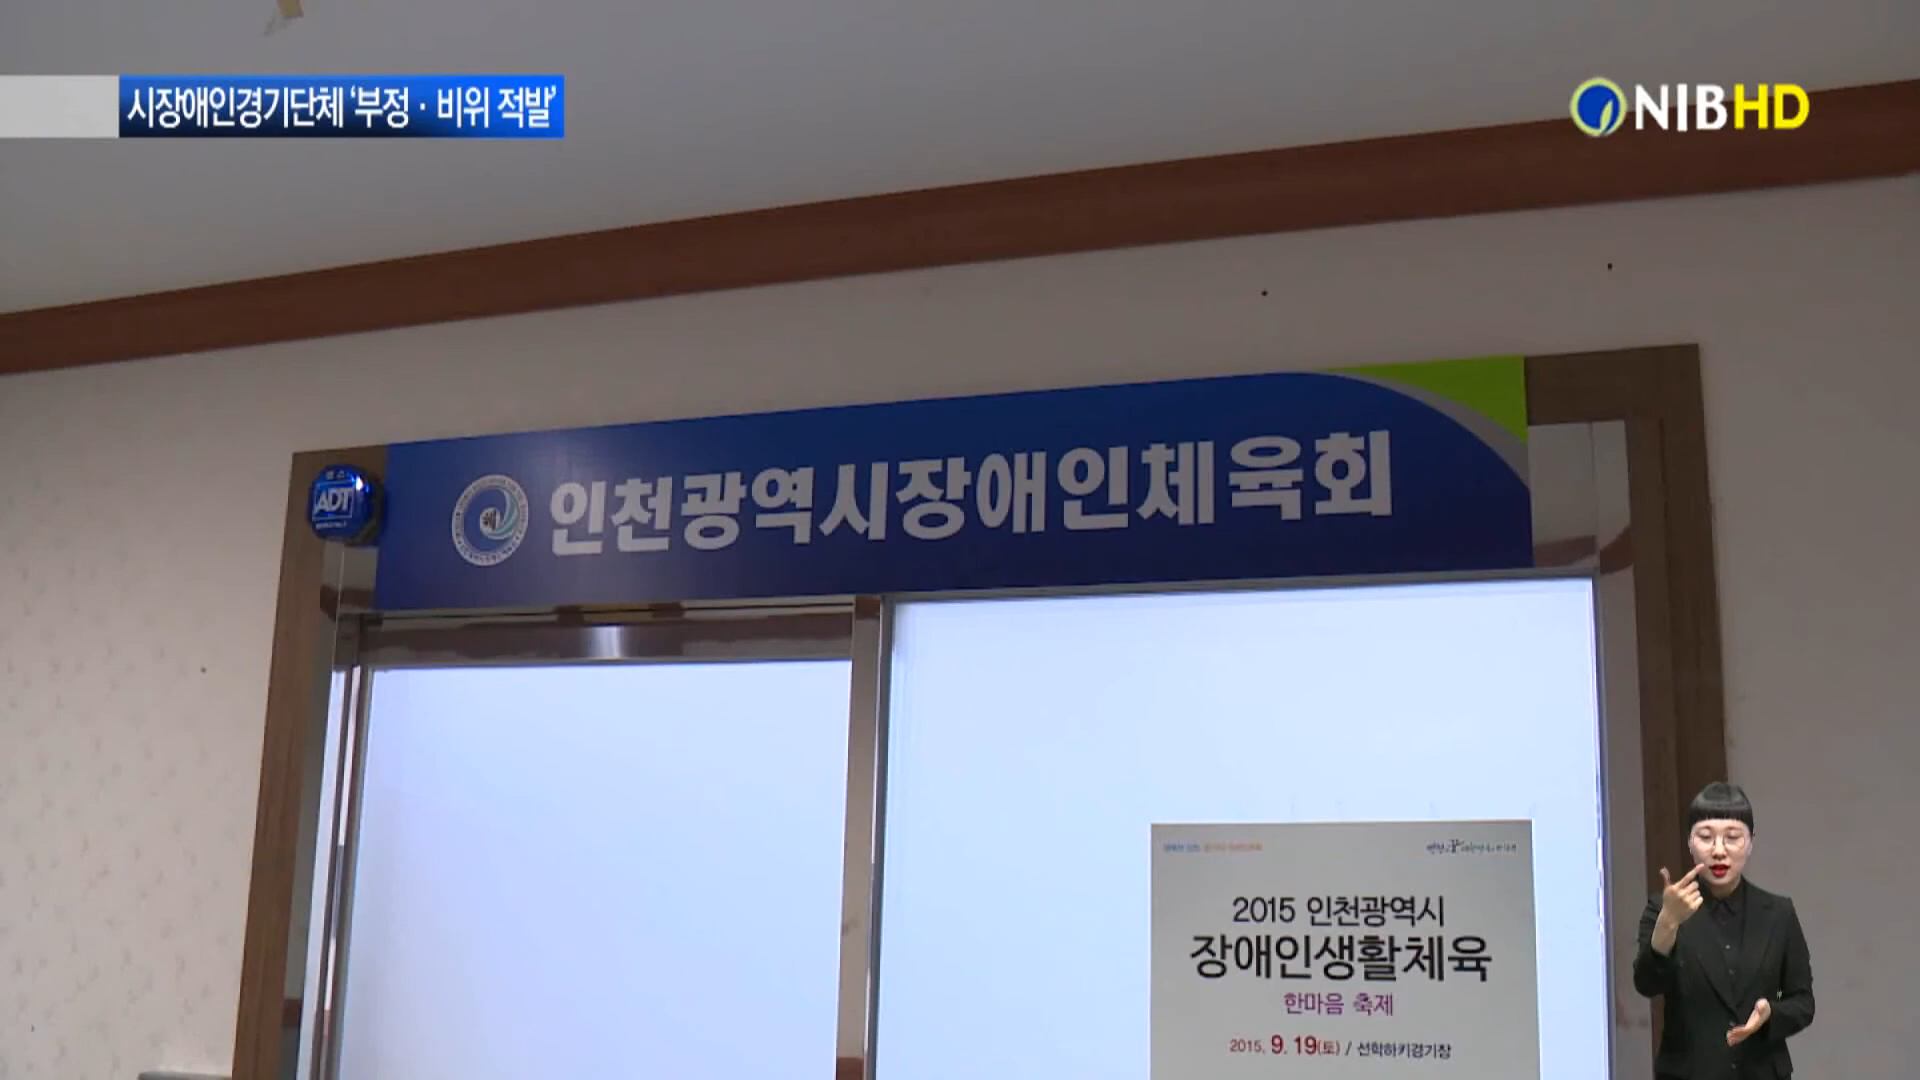 시장애인경기단체 ‘부정 · 비위 적발’
NIBHD
ADT
인천광역시장애인체육회
2015 인천광역시
장애인생활체육
한마음 축제
2015. 9. 19(토) / 선학하키경기장